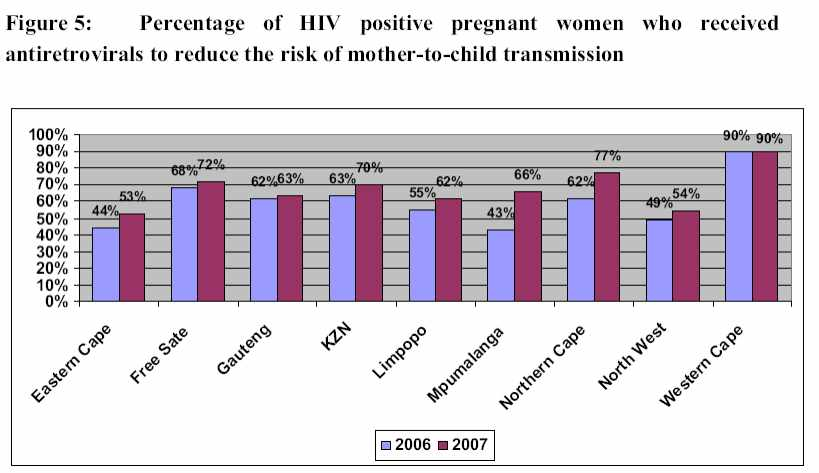 Figure 5: Percentage of HIV positive pregnant women who received
antiretrovirals to reduce the risk of mother-to-child transmission
100%
90%
80%
70%
60%
50%
40%
30%
20%
10%
0%
44% 53%
68% 72%
62% 63%
63% 70%
55% 62%
43% 66%
62% 77%
49% 54%
90% 90%
Eastern Cape
Free Sate
Gauteng
KZN
Limpopo
Mpumalanga
Northern Cape
North West
Western Cape
2006 2007